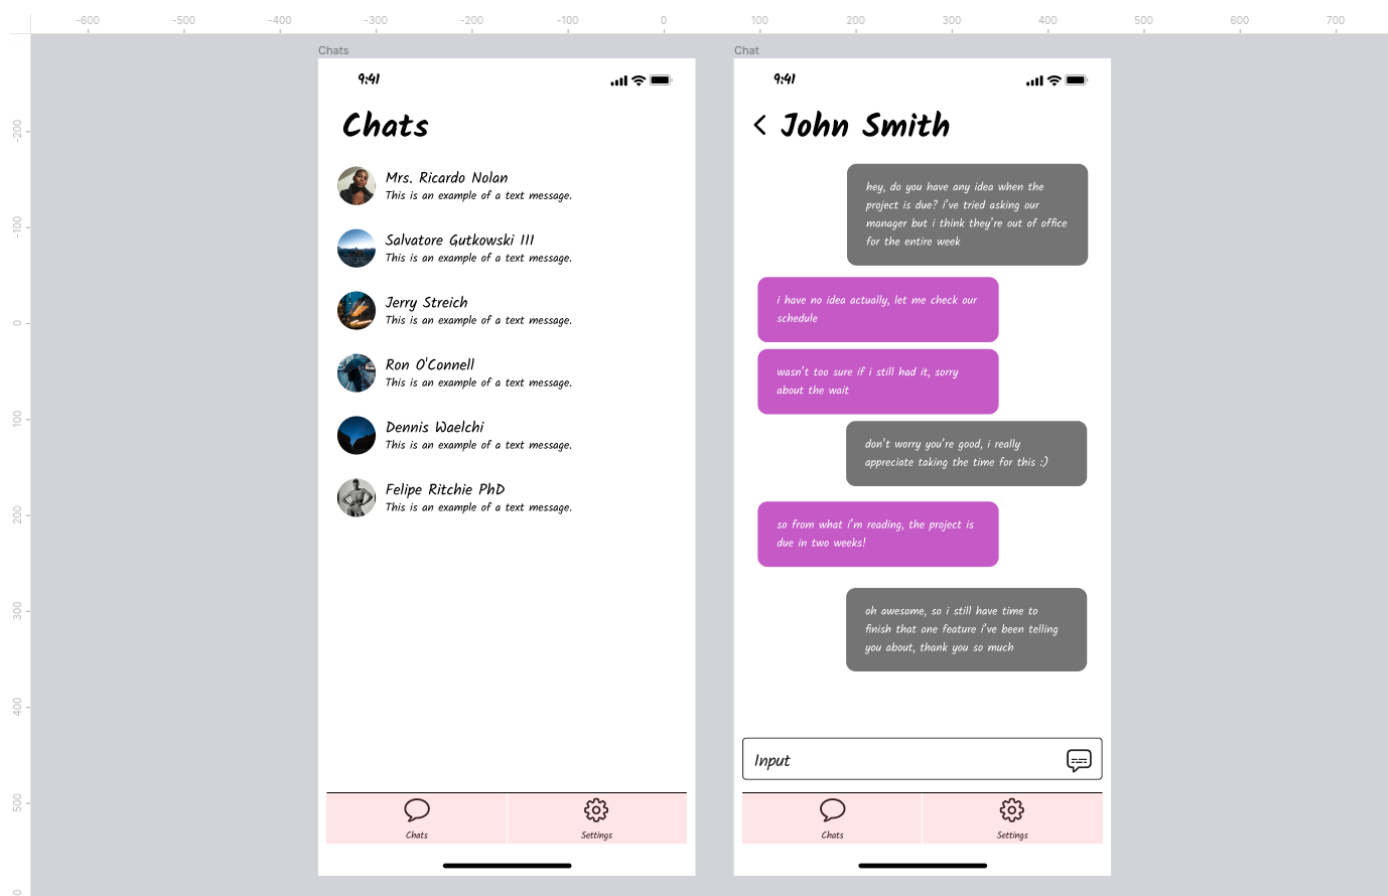 -600 -500 -400 -300 -200 -100 0 100 200 300 400 500 600 700
-200
-100
0
100
200
300
400
500
Chats
9:41
Chats
Mrs. Ricardo Nolan
This is an example of a text message.
Salvatore Gutkowski III
This is an example of a text message.
Jerry Streich
This is an example of a text message.
Ron O'Connell
This is an example of a text message.
Dennis Waelchi
This is an example of a text message.
Felipe Ritchie PhD
This is an example of a text message.
Chats
Settings
Chat
9:41
John Smith
hey, do you have any idea when the
project is due? i've tried asking our
manager but i think they're out of office
for the entire week
i have no idea actually, let me check our
schedule
wasn't too sure if i still had it, sorry
about the wait
don't worry you're good, i really
appreciate taking the time for this :)
so from what i'm reading, the project is
due in two weeks!
oh awesome, so i still have time to
finish that one feature i've been telling
you about, thank you so much
Input
Chats
Settings